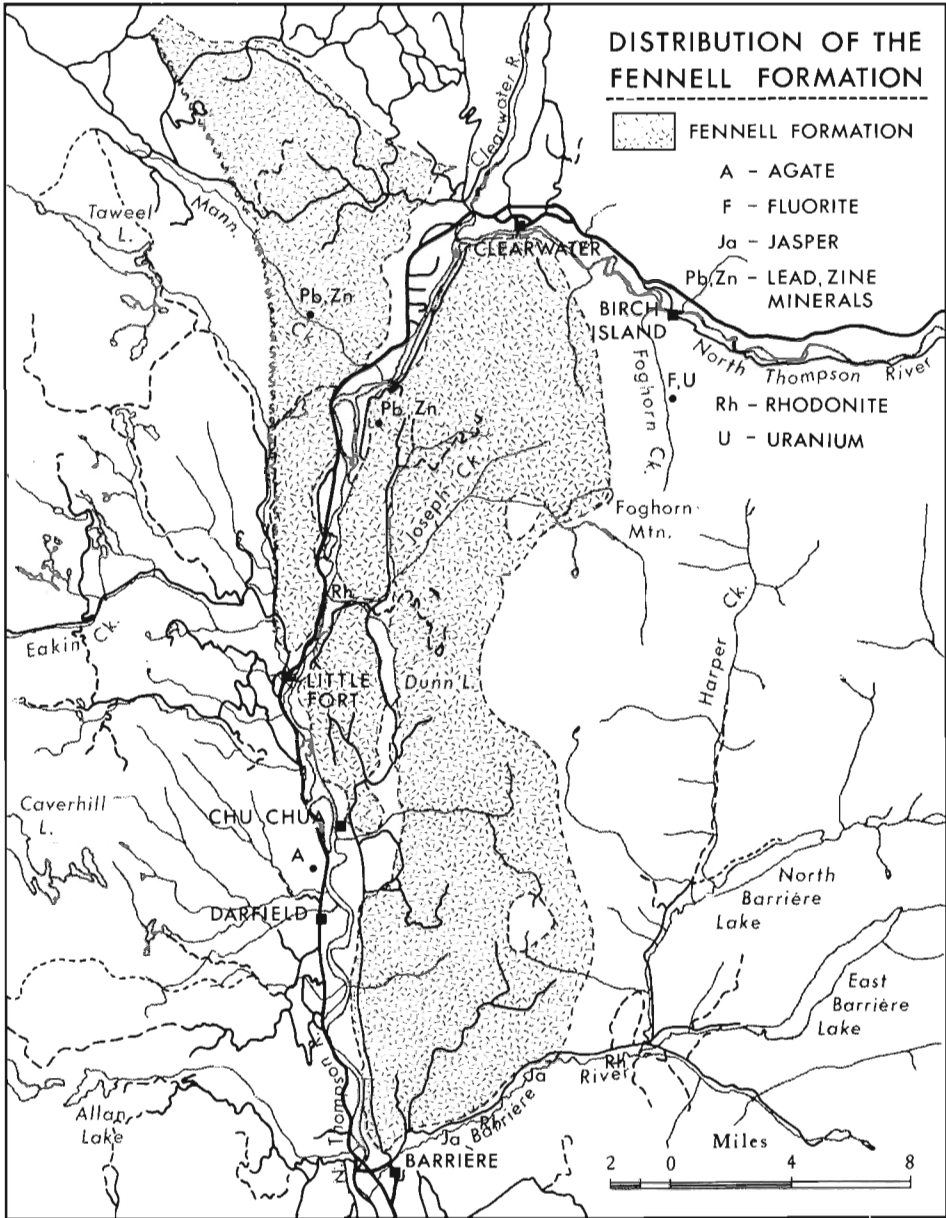 DISTRIBUTION OF THE
FENNELL FORMATION
FENNELL FORMATION
A - AGATE
F - FLUORITE
Ja - JASPER
Pb,Zn - LEAD, ZINE
MINERALS
Rh - RHODONITE
U - URANIUM
Clearwater R.
Taweel
L.
Mann.
CLEARWATER
Pb,Zn
C.
BIRCH
ISLAND
North Thompson River
Foghorn
Ck.
F,U
Pb,Zn
Joseph Ck.
Foghorn
Mtn.
Rh
Harper Ck.
Eakin Ck.
LITTLE
FORT
Dunn L.
Caverhill
L.
CHU CHUA
A
DARFIELD
North
Barrière
Lake
East
Barrière
Lake
N. Thompson R.
Rh
Ja
River
Allan
Lake
Ja
Rh
Barrière
BARRIÈRE
Miles
2 0 4 8